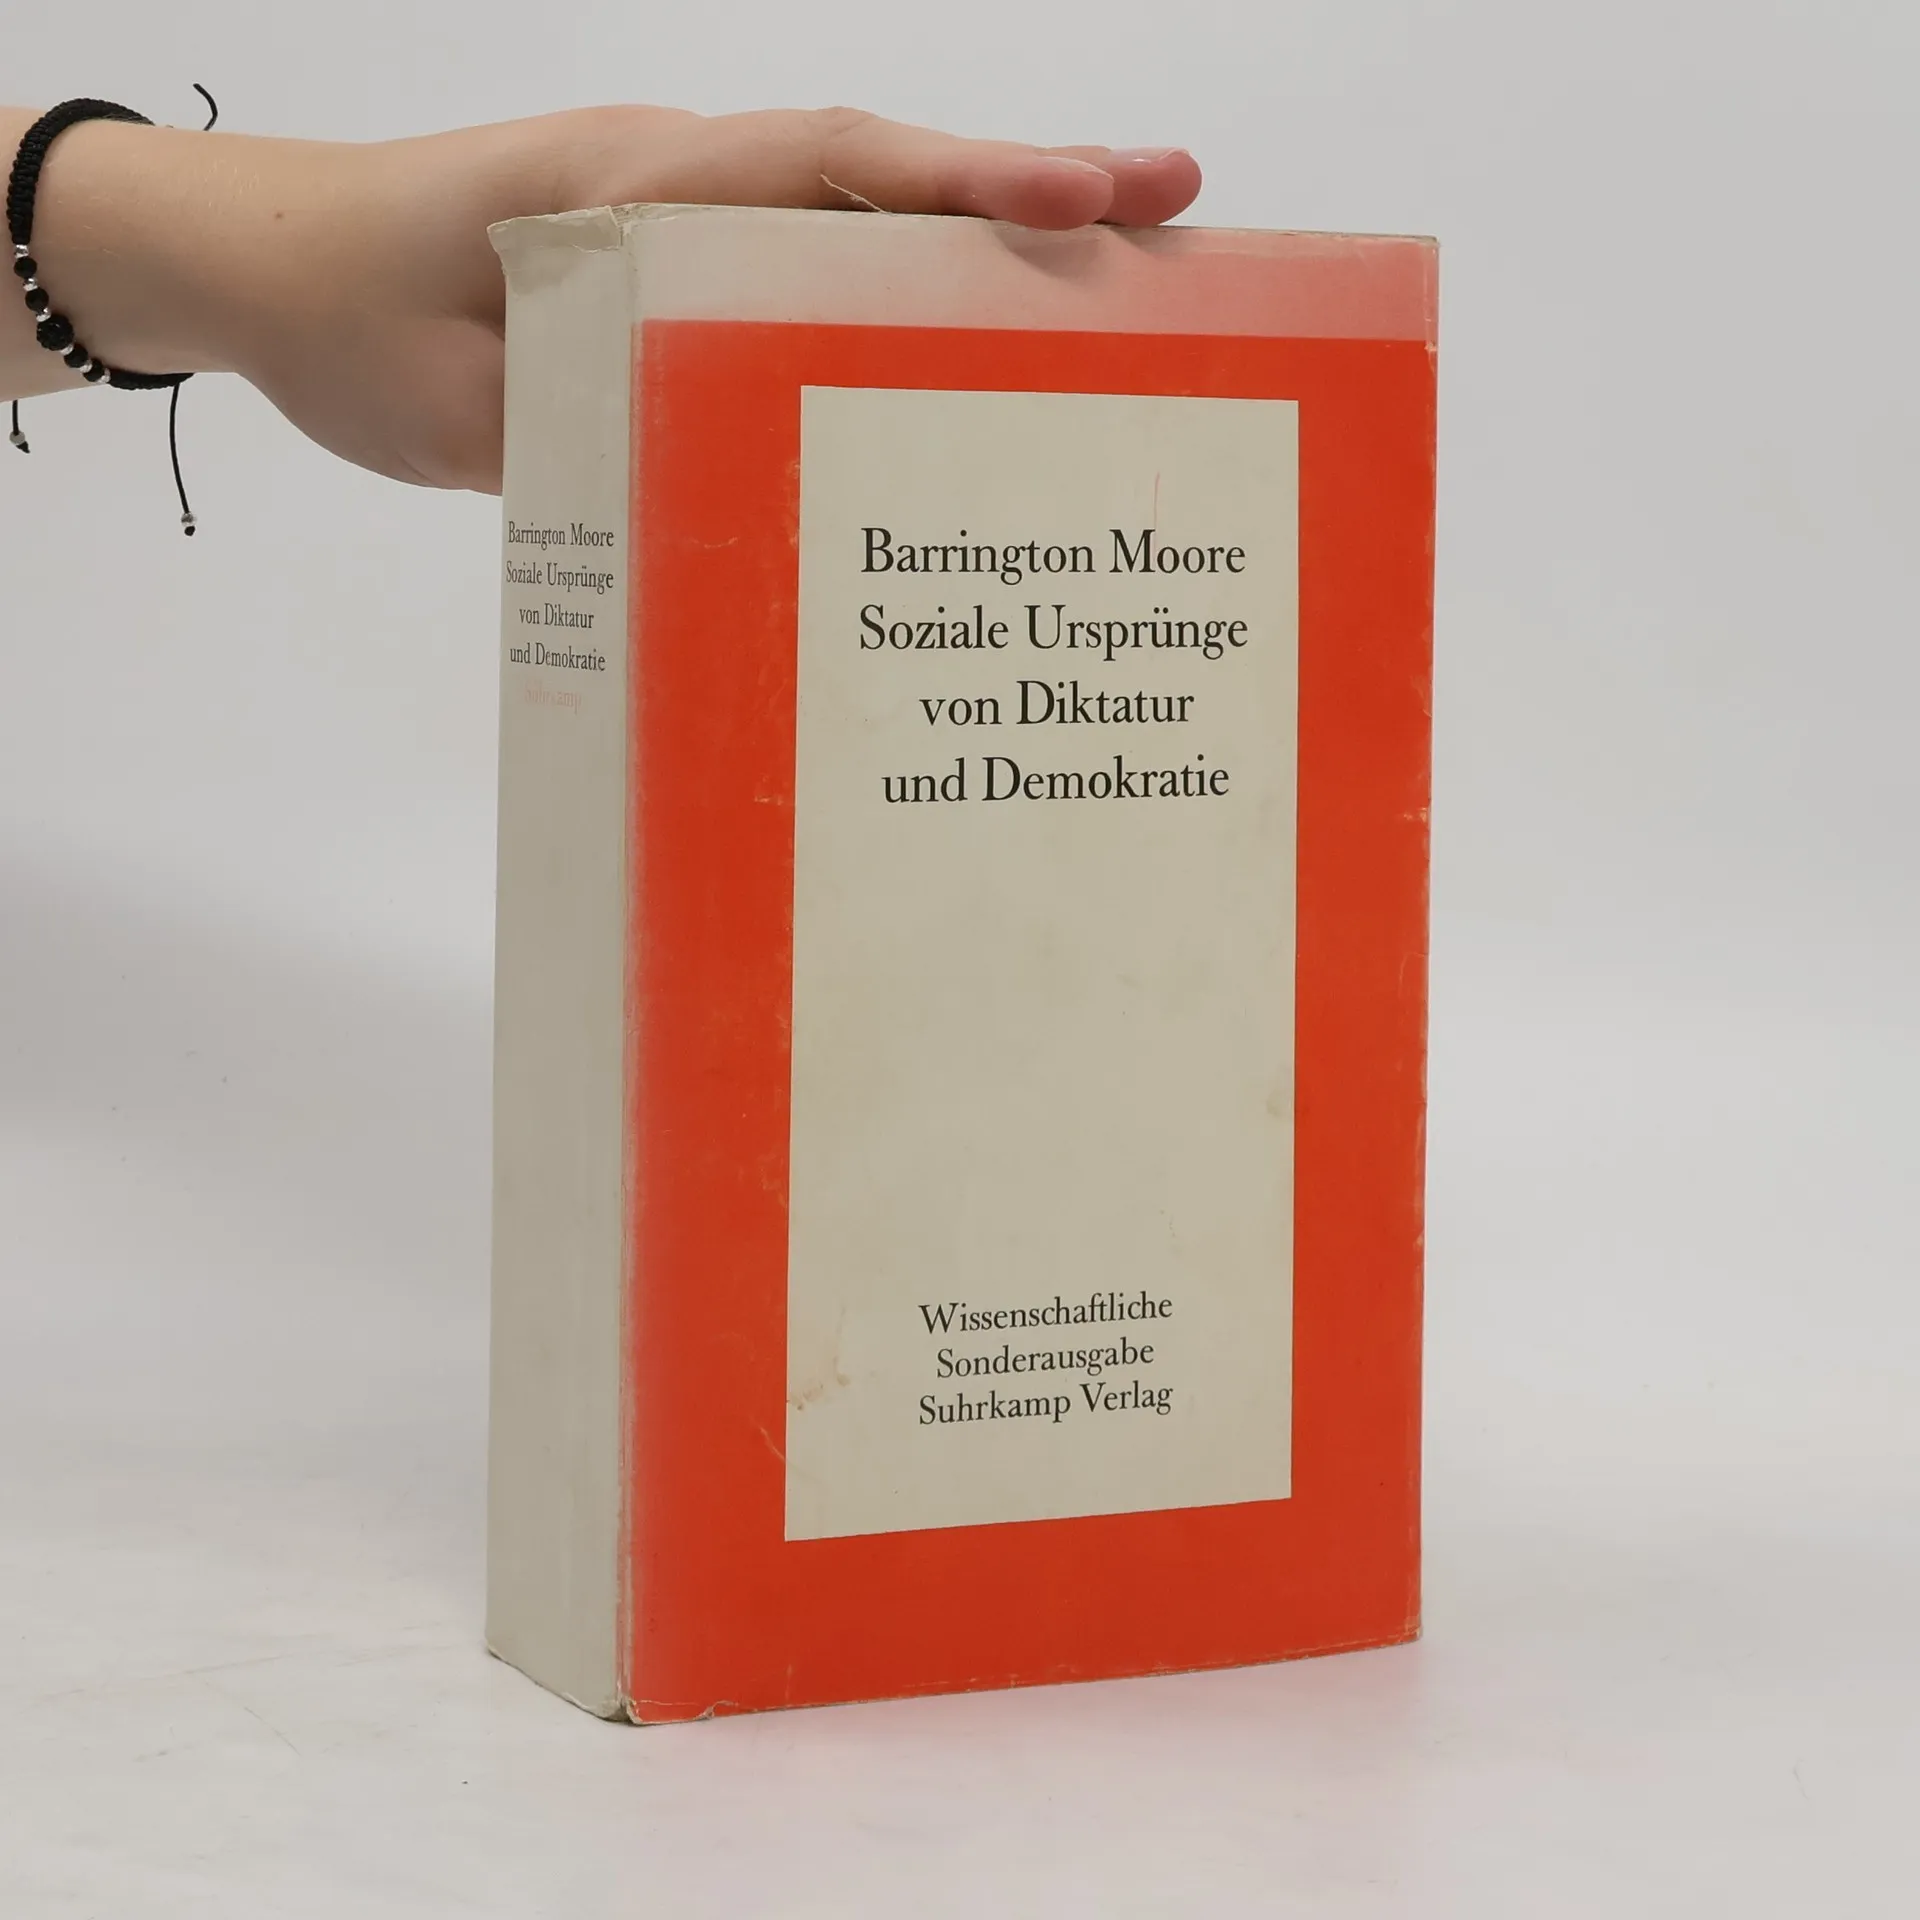 Barrington Moore
Soziale Ursprünge
von Diktatur
und Demokratie
Suhrkamp
Barrington Moore
Soziale Ursprünge
von Diktatur
und Demokratie
Wissenschaftliche
Sonderausgabe
Suhrkamp Verlag